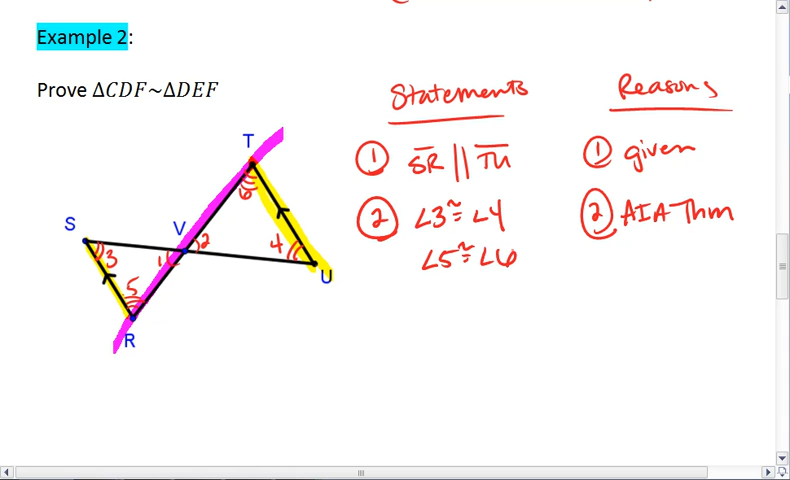 Example 2:
Prove ΔCDF~ΔDEF
Statements
Reasons
① SR || TU
① given
② ∠3 ≅ ∠4
② AIA Thm
∠5 ≅ ∠6
T
6
S
V
2
3
1
4
U
5
R